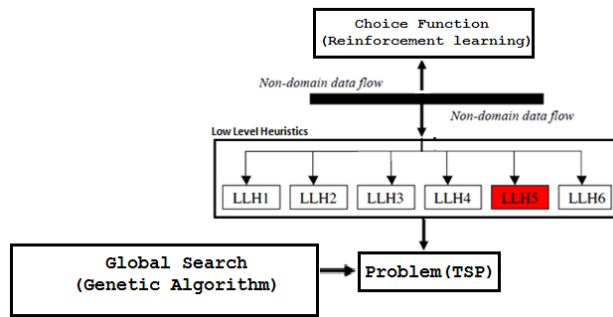 Choice Function
(Reinforcement learning)
Non-domain data flow
Non-domain data flow
Low Level Heuristics
LLH1 LLH2 LLH3 LLH4 LLH5 LLH6
Global Search
(Genetic Algorithm)
Problem(TSP)